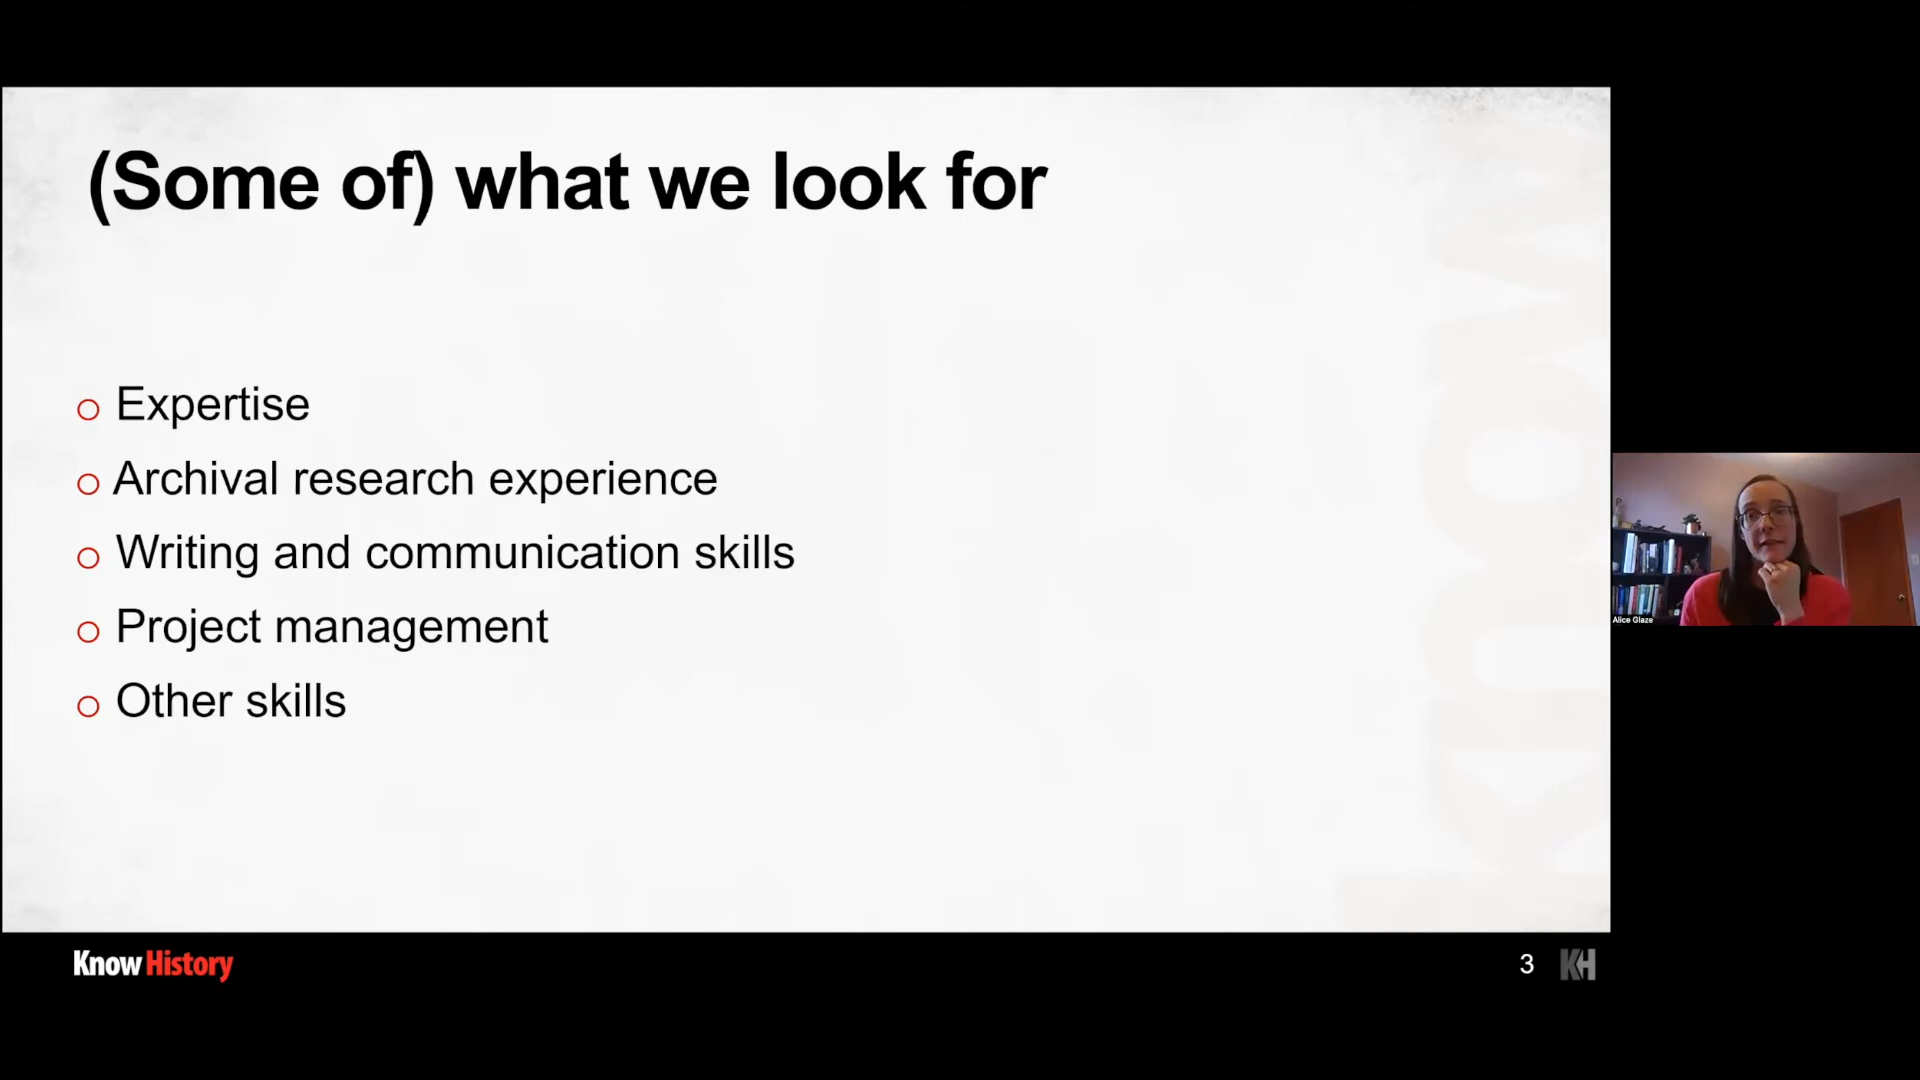 (Some of) what we look for
Expertise
Archival research experience
Writing and communication skills
Project management
Other skills
Alice Glaze
Know History
3
KH
KNOW